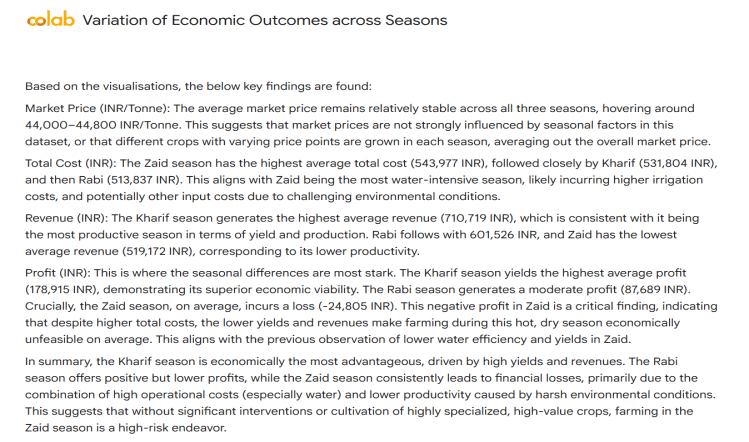 colab Variation of Economic Outcomes across Seasons
Based on the visualisations, the below key findings are found:
Market Price (INR/Tonne): The average market price remains relatively stable across all three seasons, hovering around
44,000–44,800 INR/Tonne. This suggests that market prices are not strongly influenced by seasonal factors in this
dataset, or that different crops with varying price points are grown in each season, averaging out the overall market price.
Total Cost (INR): The Zaid season has the highest average total cost (543,977 INR), followed closely by Kharif (531,804 INR),
and then Rabi (513,837 INR). This aligns with Zaid being the most water-intensive season, likely incurring higher irrigation
costs, and potentially other input costs due to challenging environmental conditions.
Revenue (INR): The Kharif season generates the highest average revenue (710,719 INR), which is consistent with it being
the most productive season in terms of yield and production. Rabi follows with 601,526 INR, and Zaid has the lowest
average revenue (519,172 INR), corresponding to its lower productivity.
Profit (INR): This is where the seasonal differences are most stark. The Kharif season yields the highest average profit
(178,915 INR), demonstrating its superior economic viability. The Rabi season generates a moderate profit (87,689 INR).
Crucially, the Zaid season, on average, incurs a loss (-24,805 INR). This negative profit in Zaid is a critical finding, indicating
that despite higher total costs, the lower yields and revenues make farming during this hot, dry season economically
unfeasible on average. This aligns with the previous observation of lower water efficiency and yields in Zaid.
In summary, the Kharif season is economically the most advantageous, driven by high yields and revenues. The Rabi
season offers positive but lower profits, while the Zaid season consistently leads to financial losses, primarily due to the
combination of high operational costs (especially water) and lower productivity caused by harsh environmental conditions.
This suggests that without significant interventions or cultivation of highly specialized, high-value crops, farming in the
Zaid season is a high-risk endeavor.